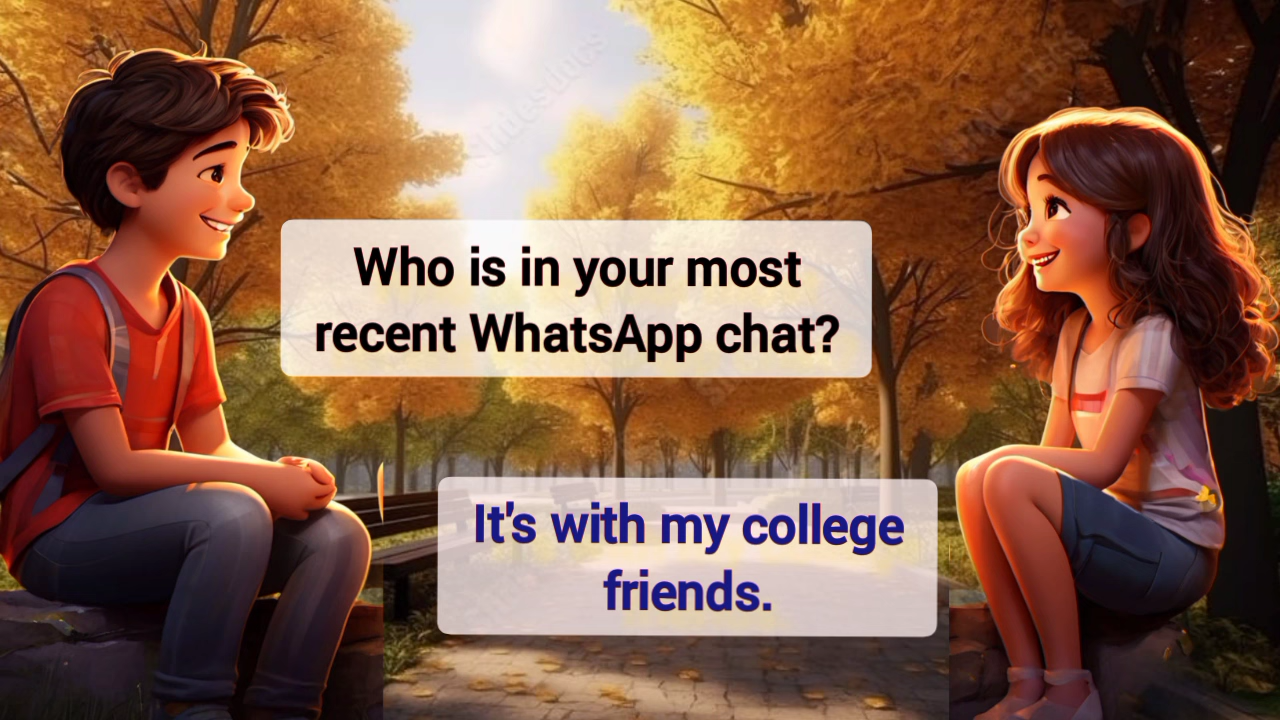 Who is in your most
recent WhatsApp chat?
It's with my college
friends.